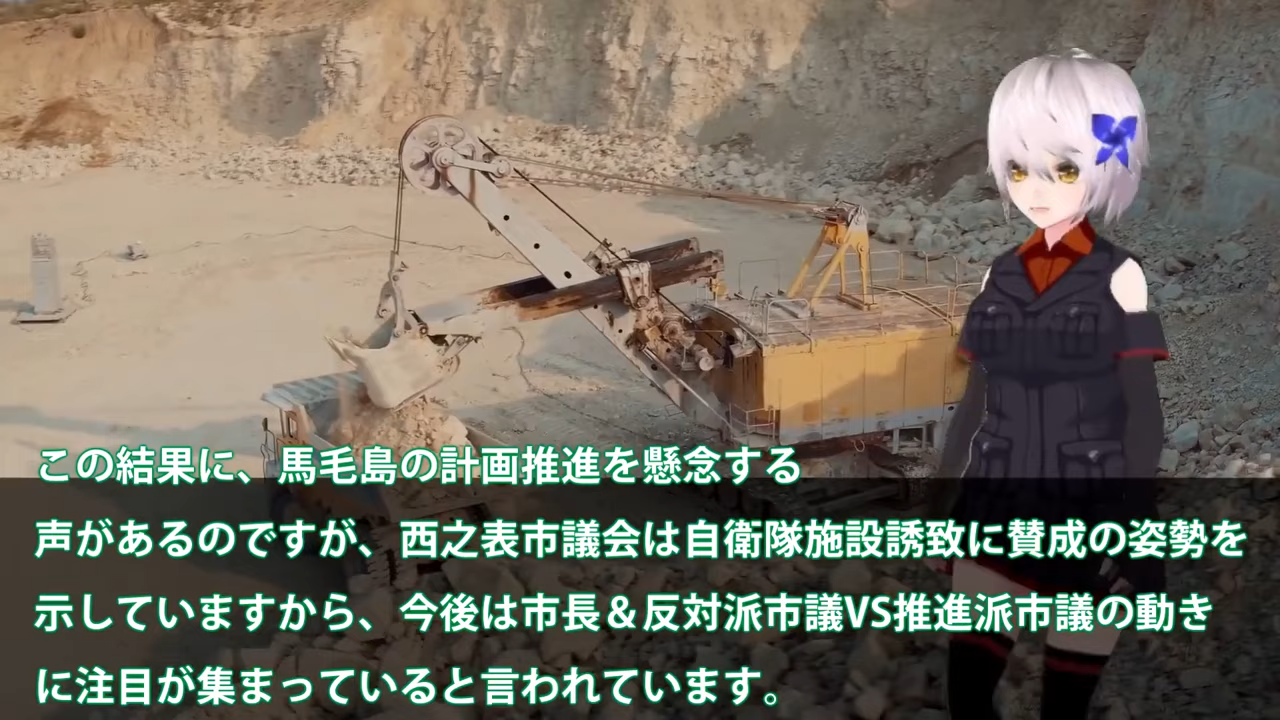 この結果に、馬毛島の計画推進を懸念する
声があるのですが、西之表市議会は自衛隊施設誘致に賛成の姿勢を
示していますから、今後は市長＆反対派市議VS推進派市議の動き
に注目が集まっていると言われています。